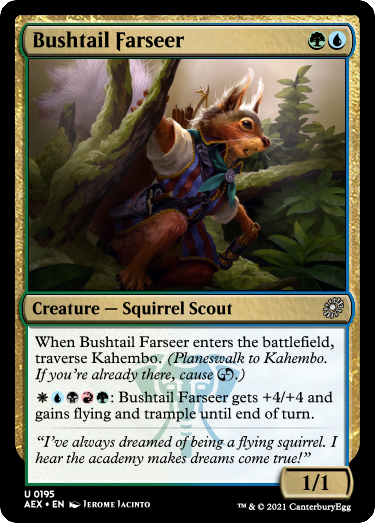 Bushtail Farseer
Creature — Squirrel Scout
When Bushtail Farseer enters the battlefield,
traverse Kahembo. (Planeswalk to Kahembo.
If you're already there, cause .)
: Bushtail Farseer gets +4/+4 and
gains flying and trample until end of turn.
“I've always dreamed of being a flying squirrel. I
hear the academy makes dreams come true!”
1/1
U 0195
AEX • EN Jerome Jacinto
™ & © 2021 CanterburyEgg